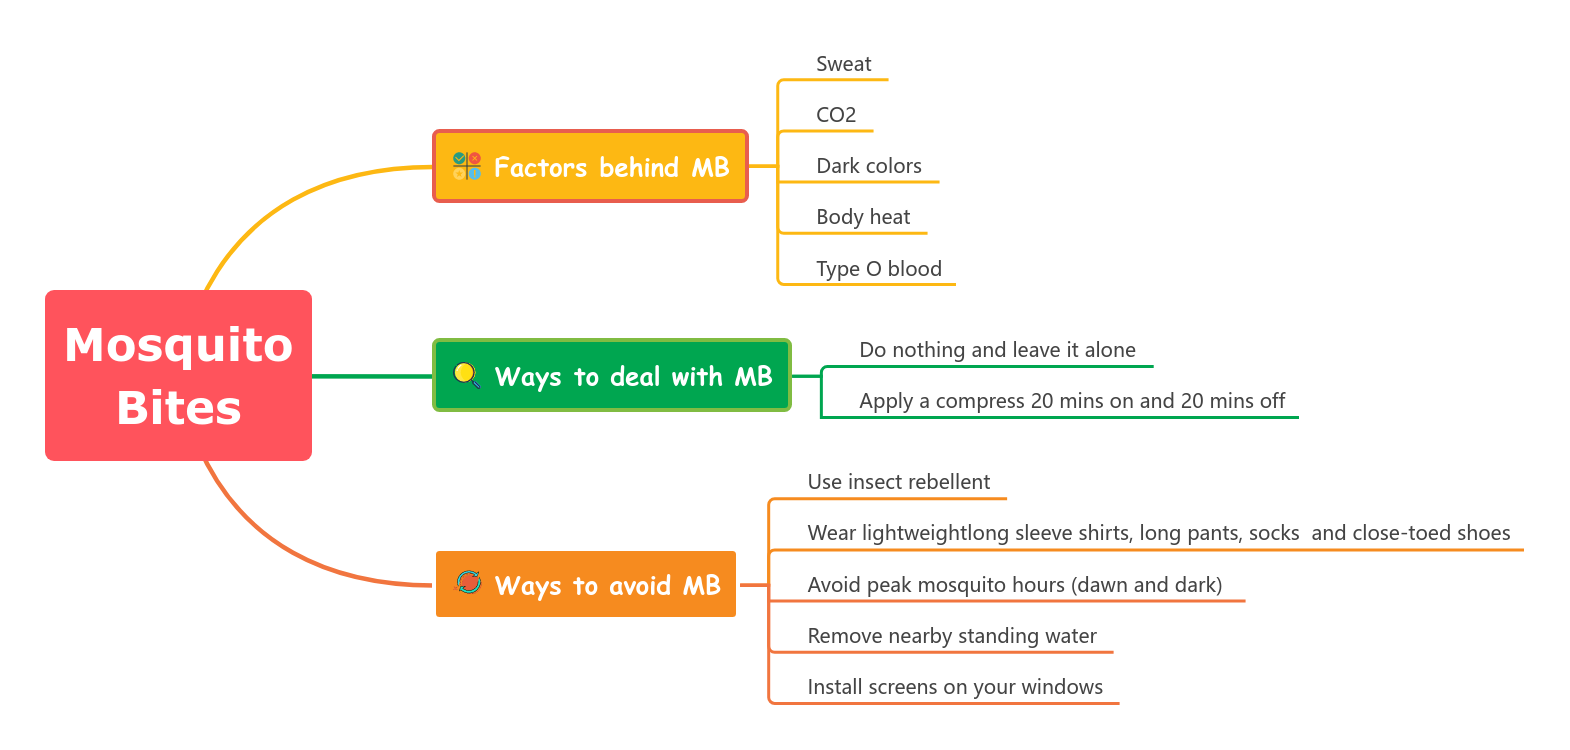 Sweat
CO2
Dark colors
Body heat
Type O blood
Factors behind MB
Mosquito
Bites
Ways to deal with MB
Do nothing and leave it alone
Apply a compress 20 mins on and 20 mins off
Ways to avoid MB
Use insect rebellent
Wear lightweightlong sleeve shirts, long pants, socks  and close-toed shoes
Avoid peak mosquito hours (dawn and dark)
Remove nearby standing water
Install screens on your windows